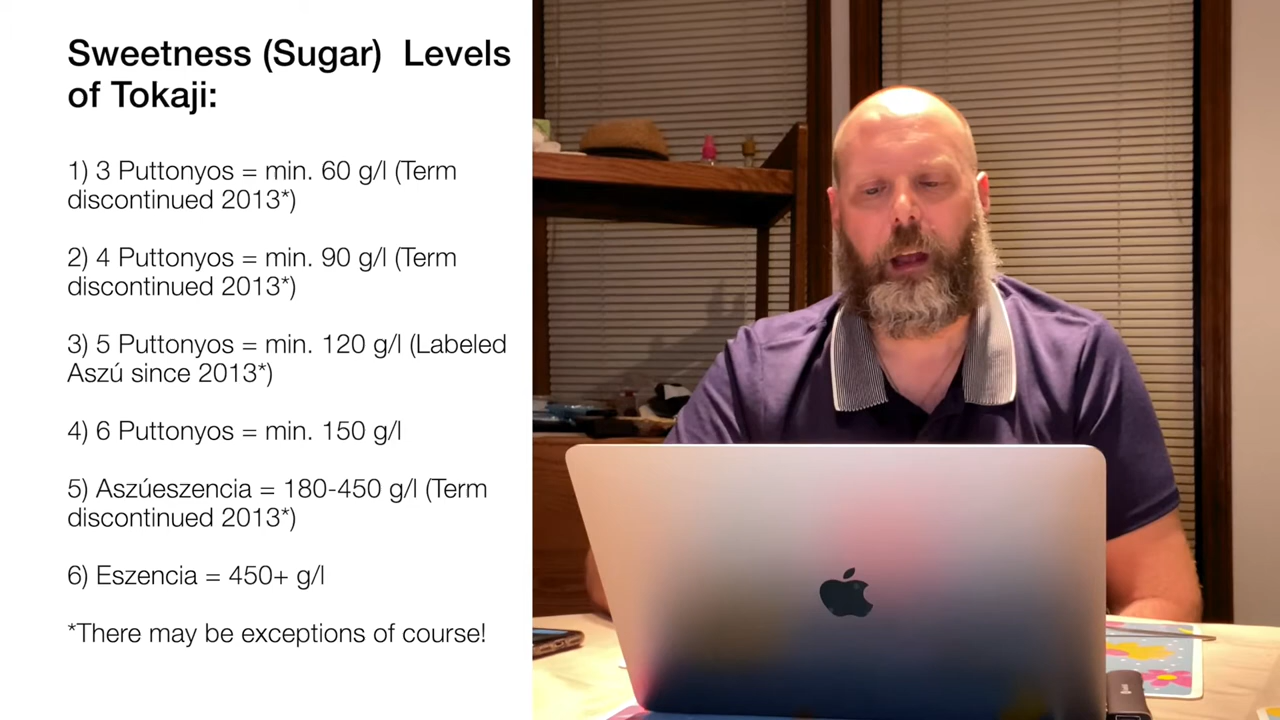 Sweetness (Sugar) Levels
of Tokaji:
1) 3 Puttonyos = min. 60 g/l (Term
discontinued 2013*)
2) 4 Puttonyos = min. 90 g/l (Term
discontinued 2013*)
3) 5 Puttonyos = min. 120 g/l (Labeled
Aszú since 2013*)
4) 6 Puttonyos = min. 150 g/l
5) Aszúeszencia = 180-450 g/l (Term
discontinued 2013*)
6) Eszencia = 450+ g/l
*There may be exceptions of course!